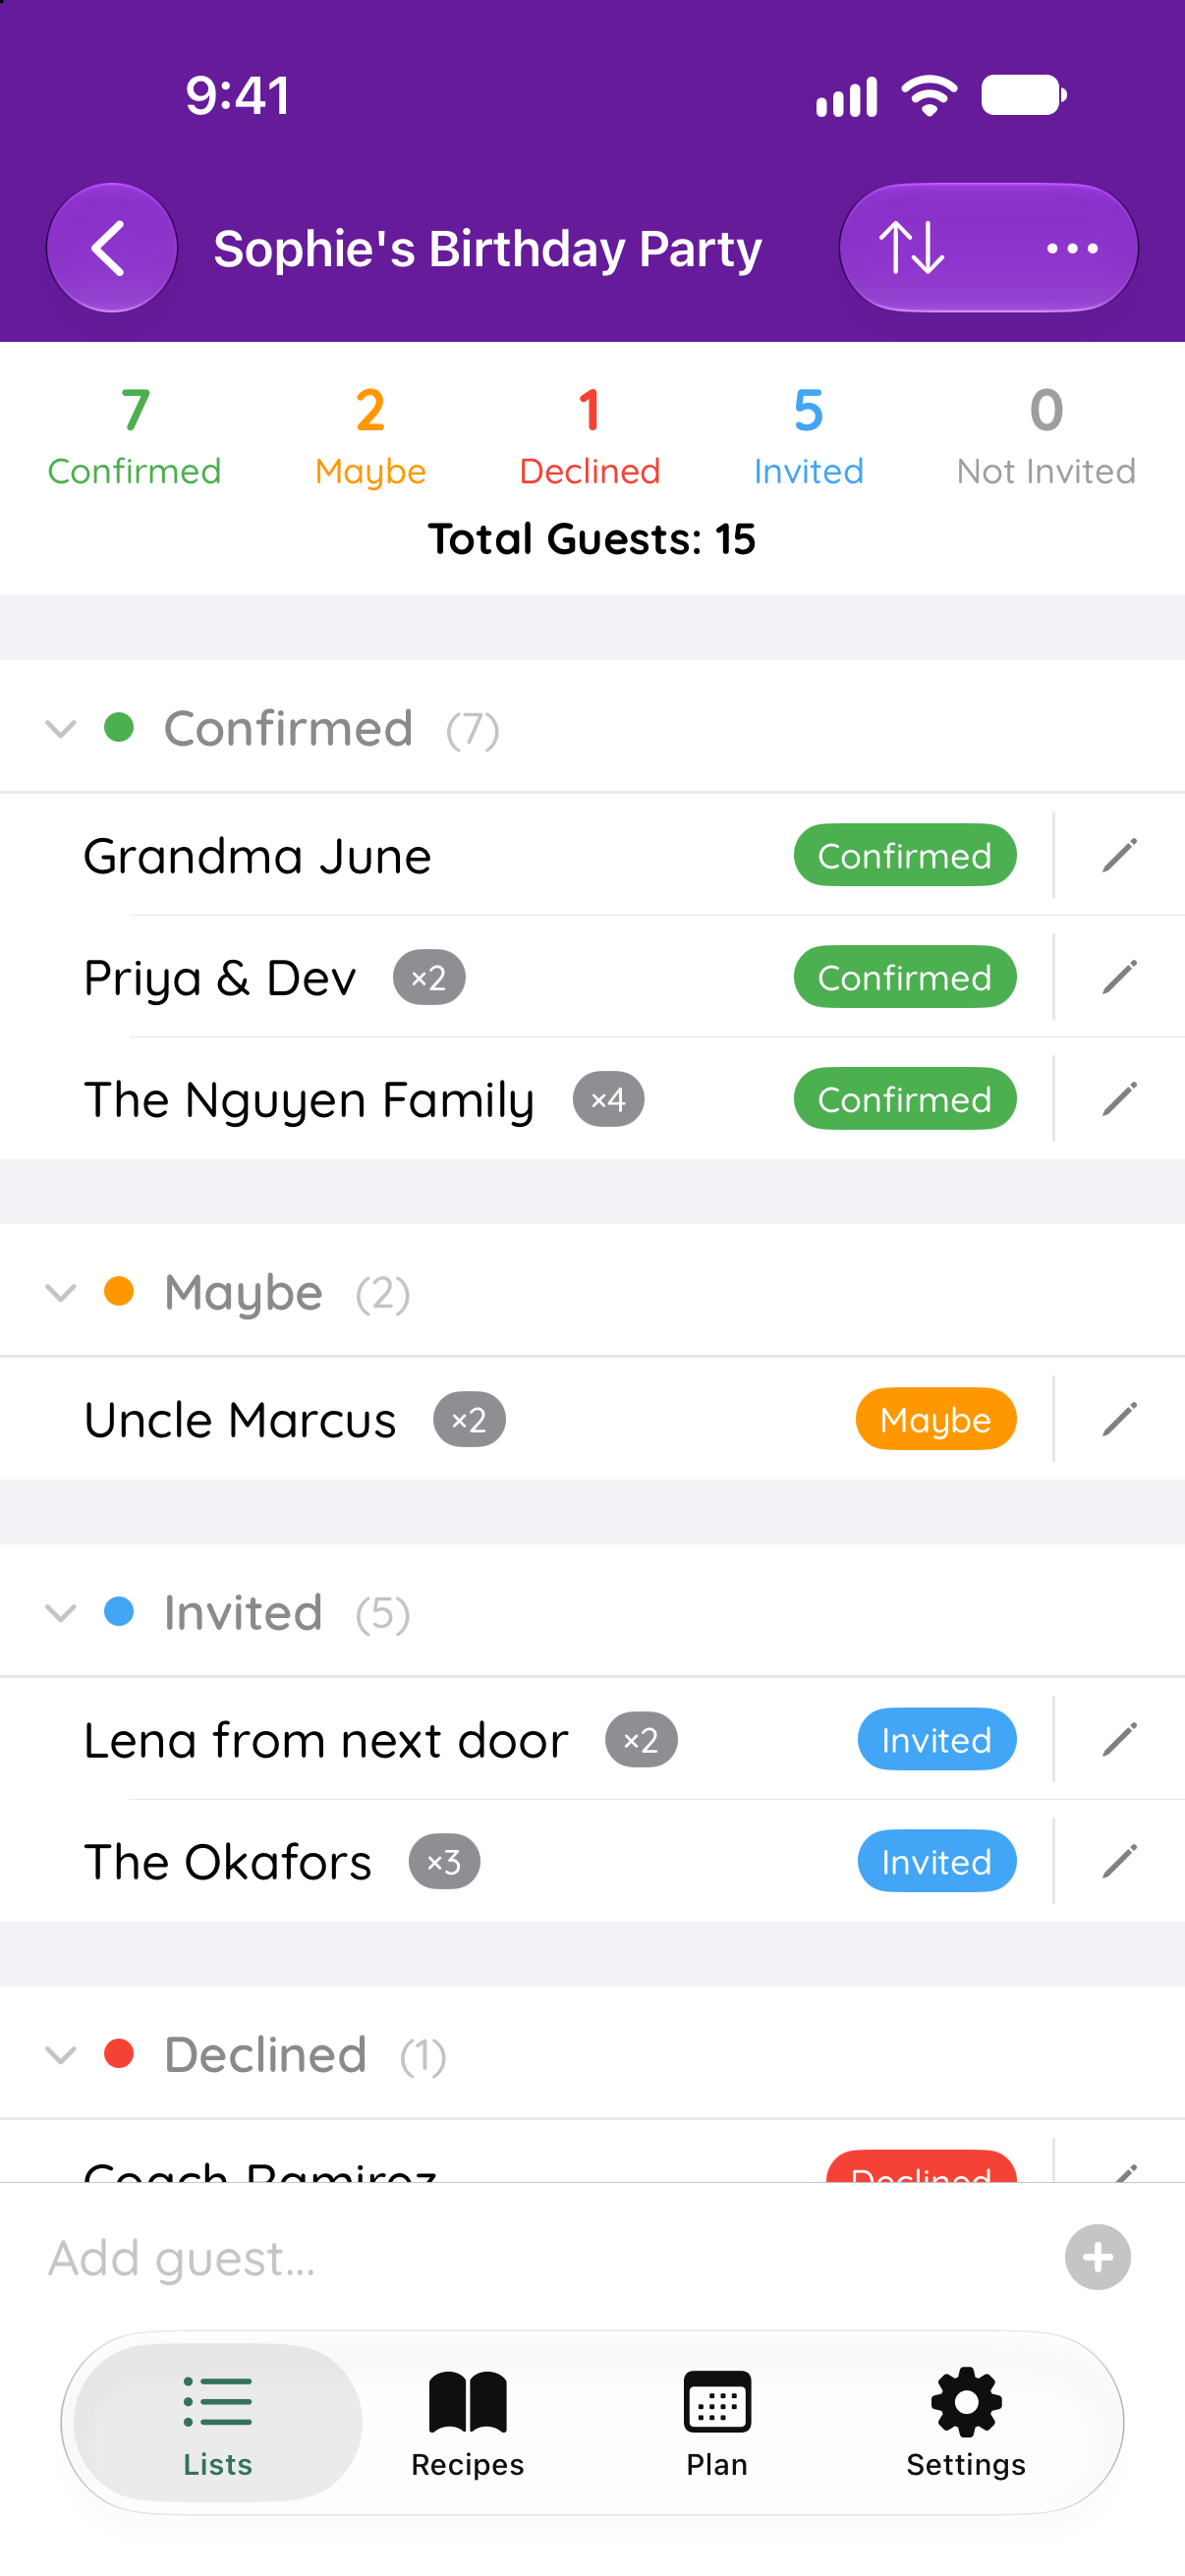 9:41
Sophie's Birthday Party
7 2 1 5 0
Confirmed Maybe Declined Invited Not Invited
Total Guests: 15
Confirmed (7)
Grandma June Confirmed
Priya & Dev ×2 Confirmed
The Nguyen Family ×4 Confirmed
Maybe (2)
Uncle Marcus ×2 Maybe
Invited (5)
Lena from next door ×2 Invited
The Okafors ×3 Invited
Declined (1)
Coach Ramirez Declined
Add guest...
Lists Recipes Plan Settings